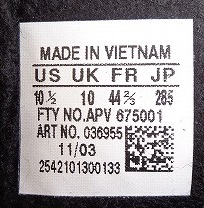 MADE IN VIETNAM
US UK FR JP
10 ½ 10 44 ⅔ 285
FTY NO. APV 675001
ART NO. 036955
11/03
2542101300133